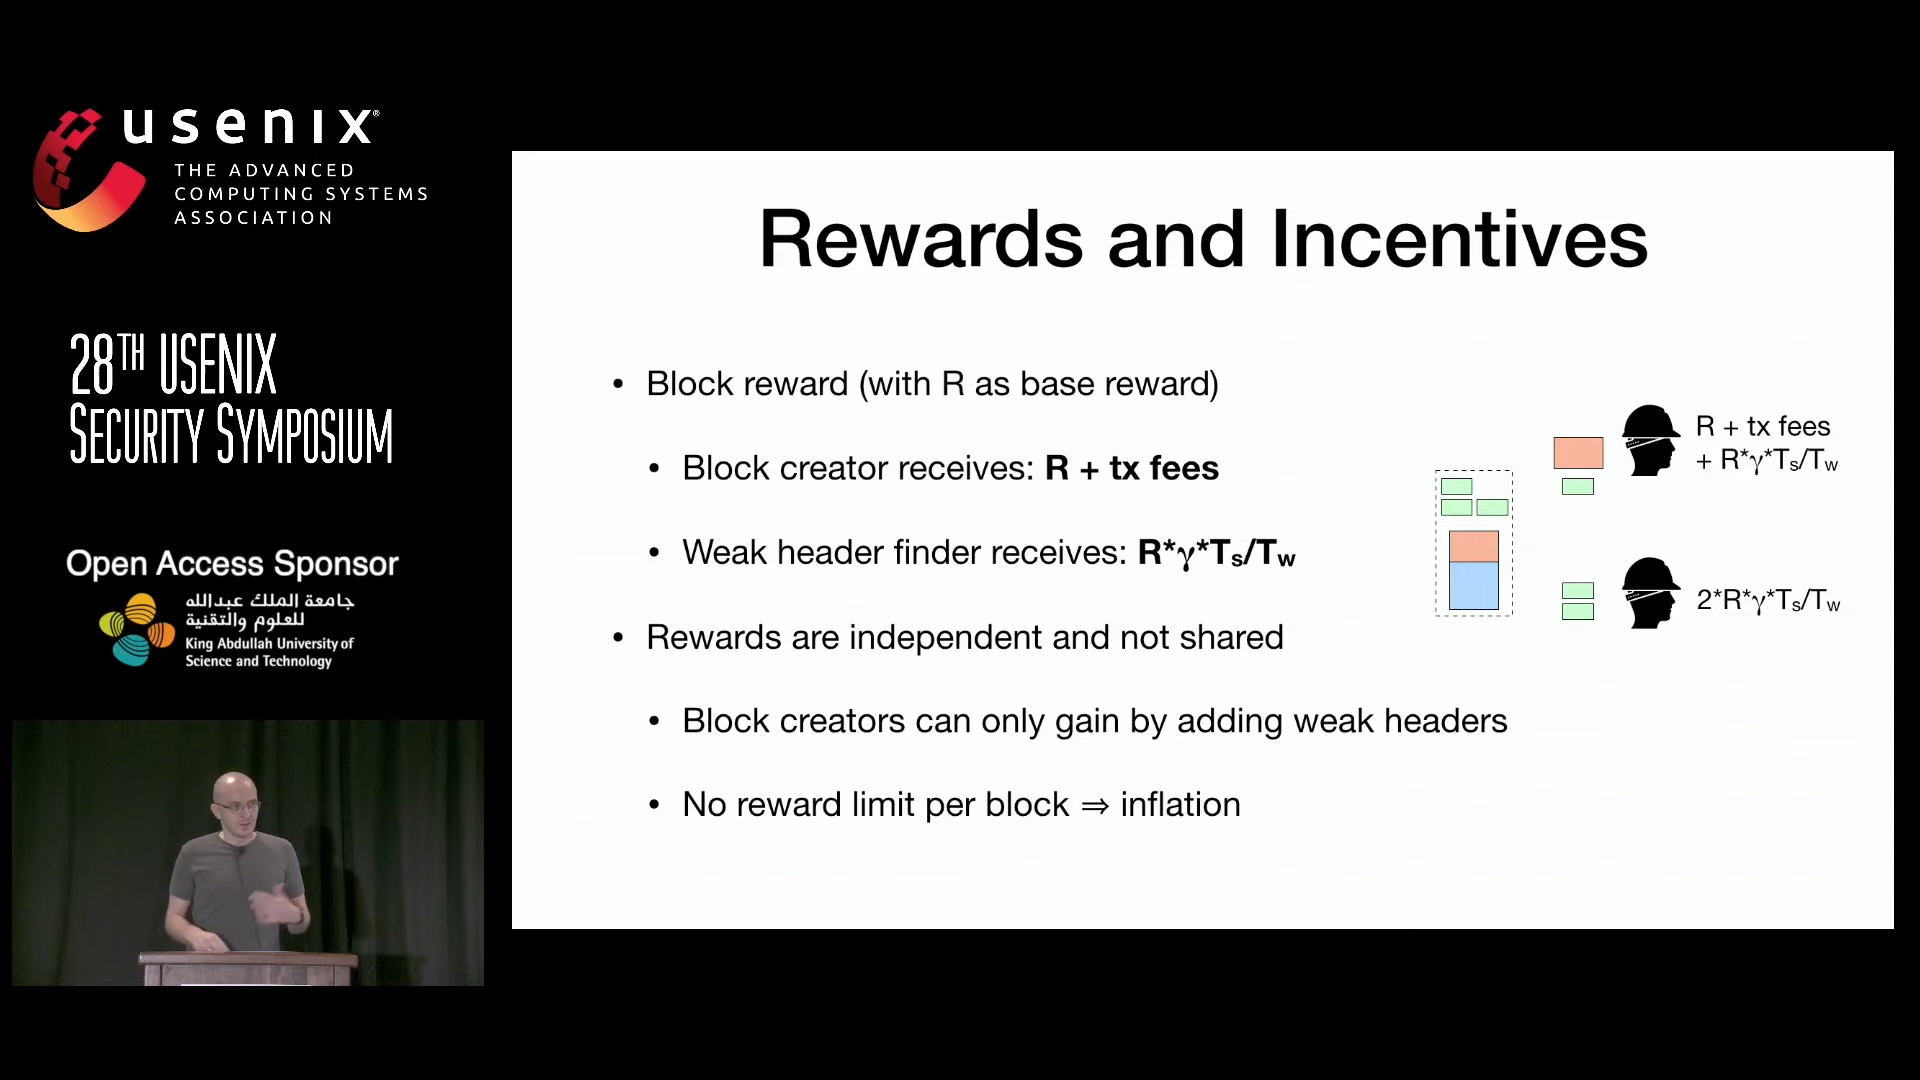 usenix®
THE ADVANCED
COMPUTING SYSTEMS
ASSOCIATION
28TH USENIX
SECURITY SYMPOSIUM
Open Access Sponsor
جامعة الملك عبدالله
للعلوم والتقنية
King Abdullah University of
Science and Technology
Rewards and Incentives
• Block reward (with R as base reward)
• Block creator receives: R + tx fees
• Weak header finder receives: R*γ*Ts/Tw
• Rewards are independent and not shared
• Block creators can only gain by adding weak headers
• No reward limit per block ⇒ inflation
R + tx fees
+ R*γ*Ts/Tw
2*R*γ*Ts/Tw